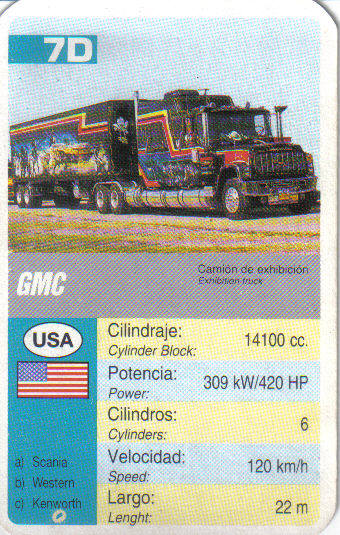 7D
GMC
Camión de exhibición
Exhibition truck
USA
Cilindraje:
Cylinder Block:
14100 cc.
Potencia:
Power:
309 kW/420 HP
Cilindros:
Cylinders:
6
Velocidad:
Speed:
120 km/h
Largo:
Lenght:
22 m
a) Scania
b) Western
c) Kenworth